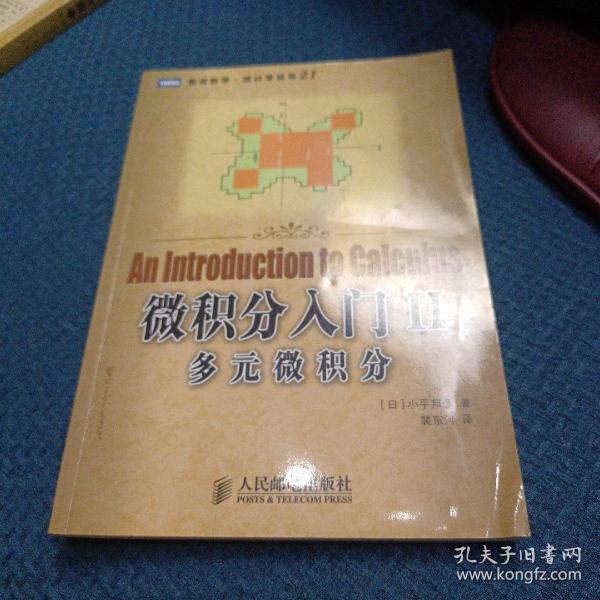 图灵数学·统计学丛书21
An Introduction to Calculus
微积分入门 II
多元微积分
[日]小平邦彦 著
裴东河 译
人民邮电出版社
POSTS & TELECOM PRESS
孔夫子旧書网
www.kongfz.com